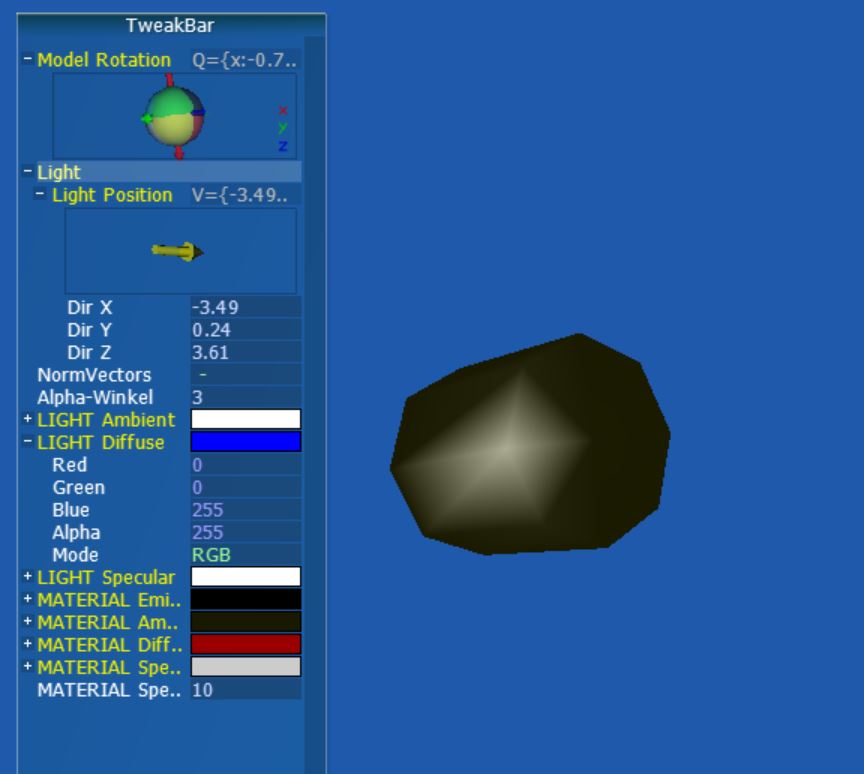 TweakBar
− Model Rotation Q={x:-0.7..
x
y
z
− Light
− Light Position V={-3.49..
Dir X -3.49
Dir Y 0.24
Dir Z 3.61
NormVectors -
Alpha-Winkel 3
+ LIGHT Ambient
− LIGHT Diffuse
Red 0
Green 0
Blue 255
Alpha 255
Mode RGB
+ LIGHT Specular
+ MATERIAL Emi..
+ MATERIAL Am..
+ MATERIAL Diff..
+ MATERIAL Spe..
MATERIAL Spe.. 10